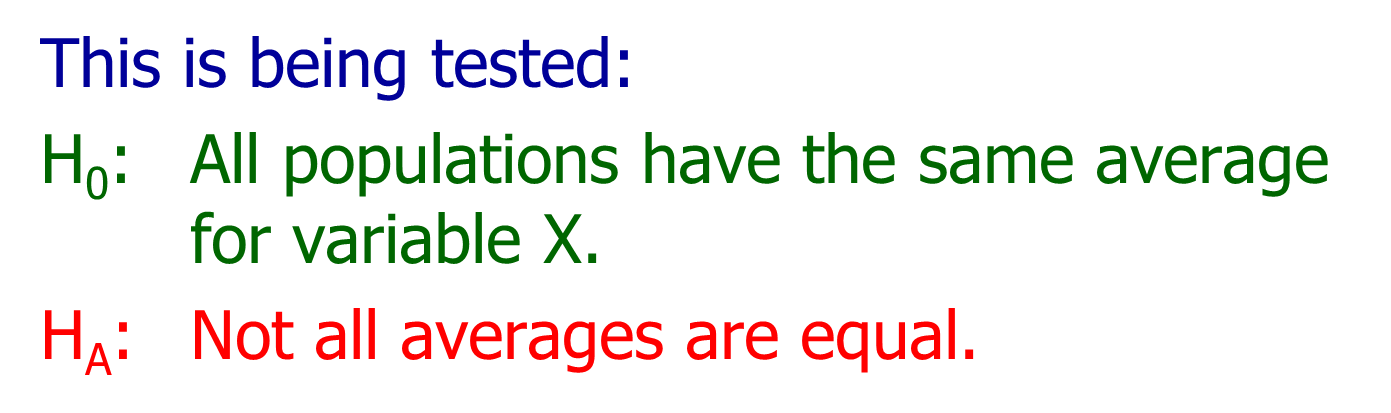 This is being tested:
H₀: All populations have the same average
for variable X.
Hₐ: Not all averages are equal.